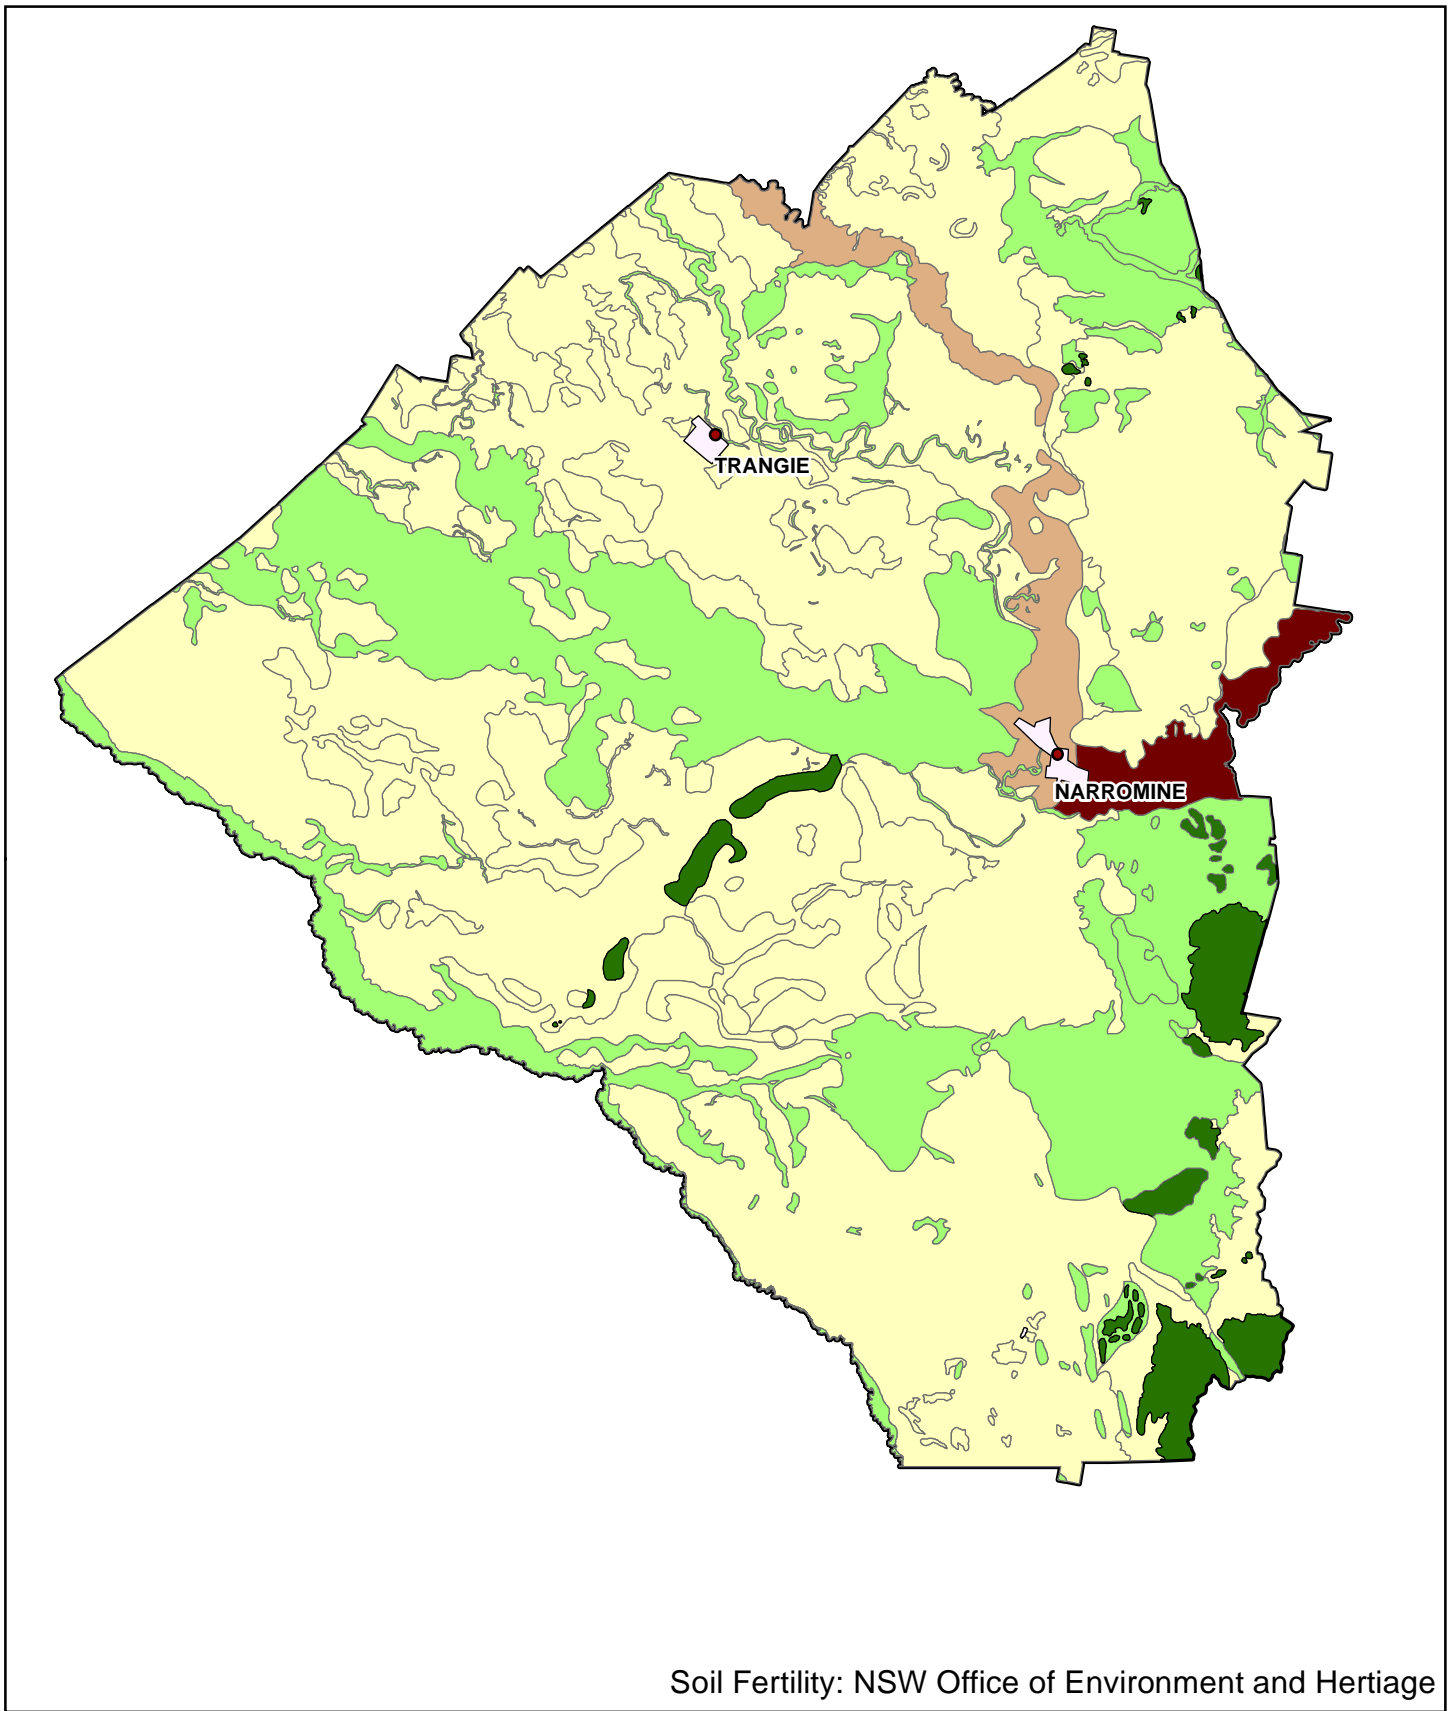 TRANGIE
NARROMINE
Soil Fertility: NSW Office of Environment and Hertiage